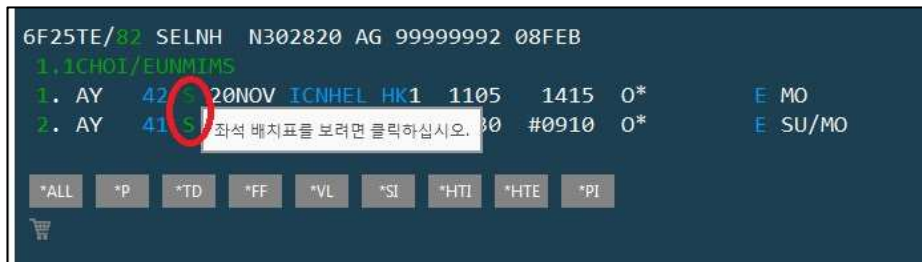 6F25TE/82 SELNH N302820 AG 99999992 08FEB
1.1CHOI/EUNMIMS
1. AY 42 S 20NOV ICNHEL HK1 1105 1415 O* E MO
2. AY 41 S 0 #0910 O* E SU/MO
좌석 배치표를 보려면 클릭하십시오.
*ALL *P *TD *FF *VL *SI *HTI *HTE *PI